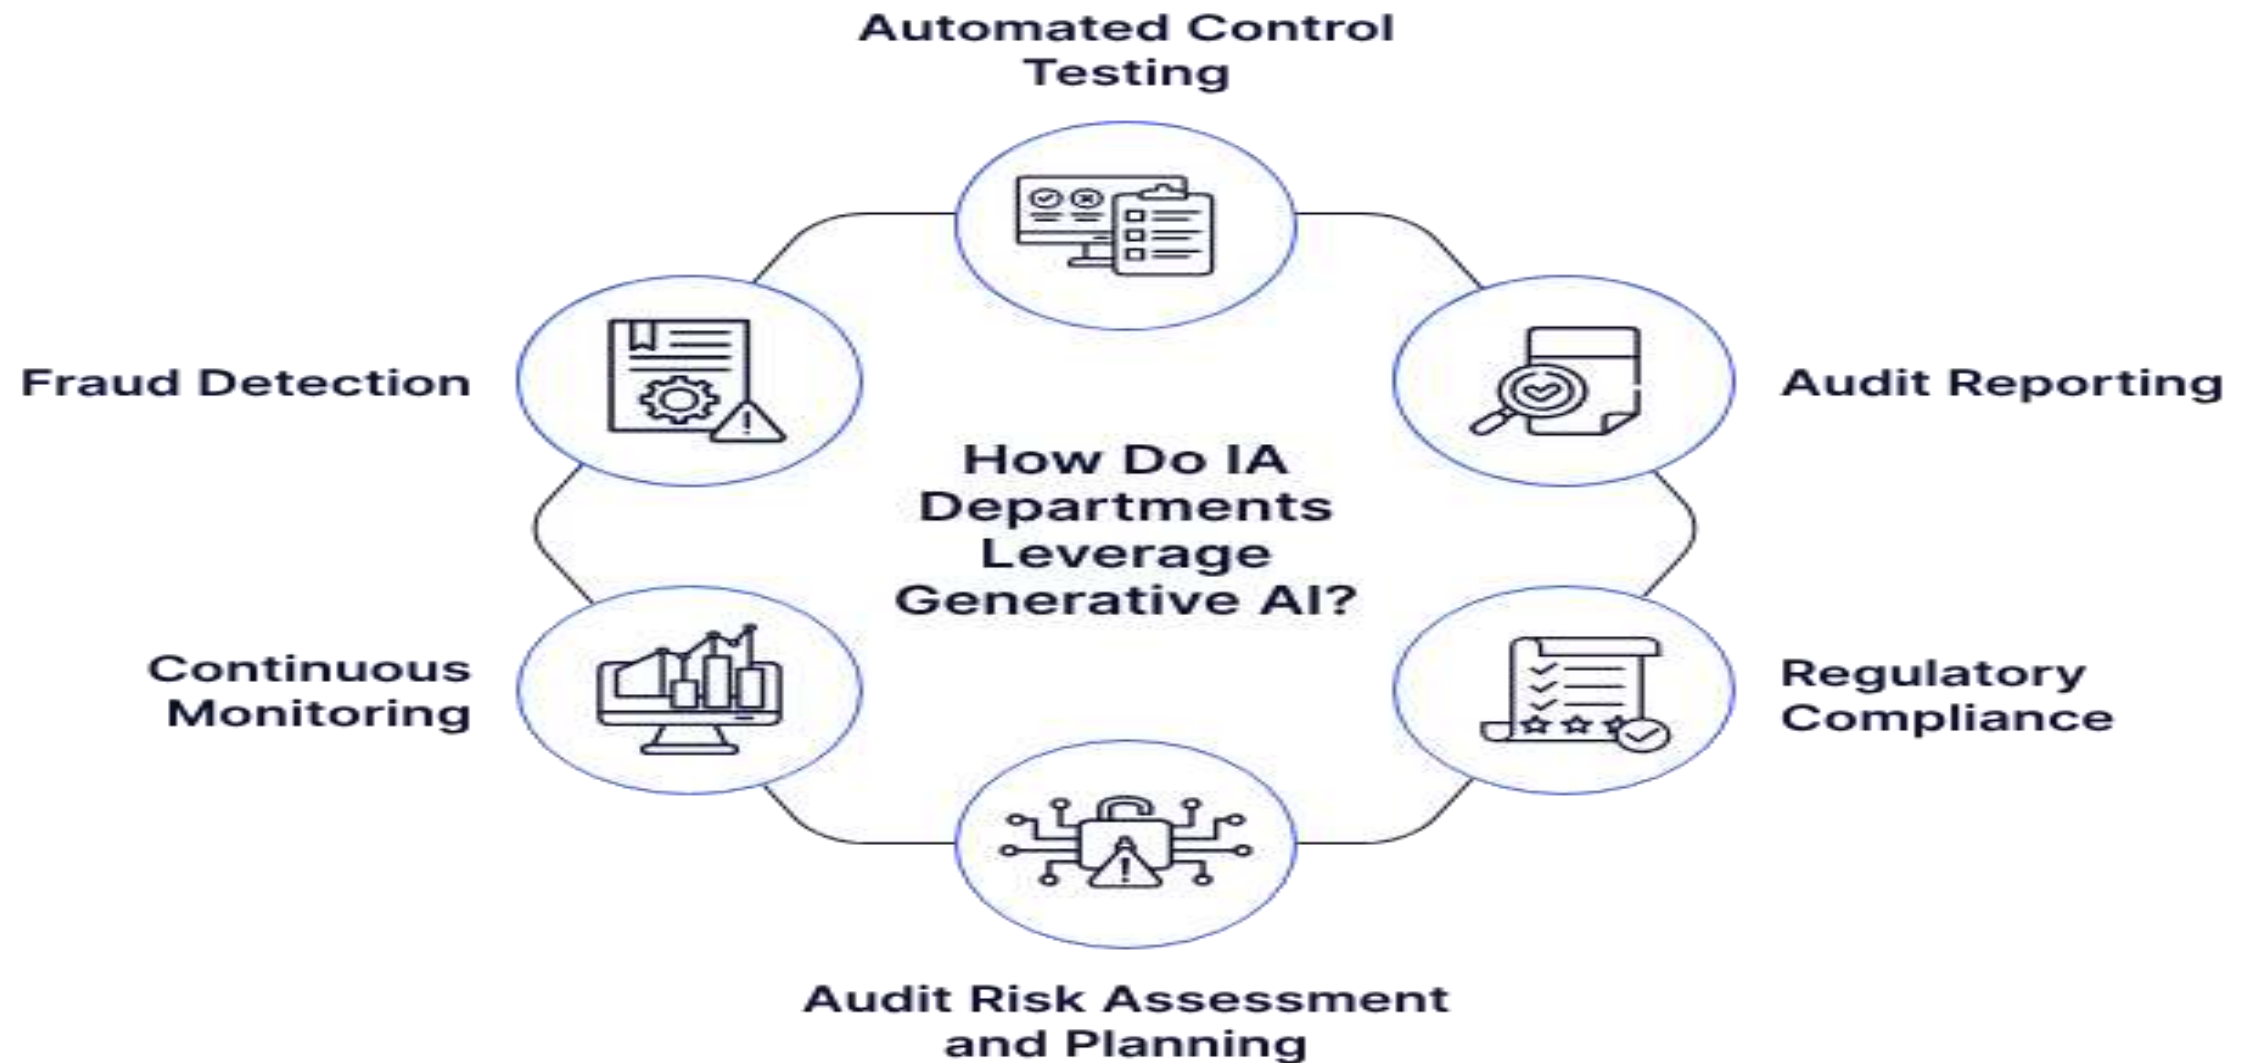 Automated Control
Testing
Fraud Detection
Audit Reporting
How Do IA
Departments
Leverage
Generative AI?
Continuous
Monitoring
Regulatory
Compliance
Audit Risk Assessment
and Planning